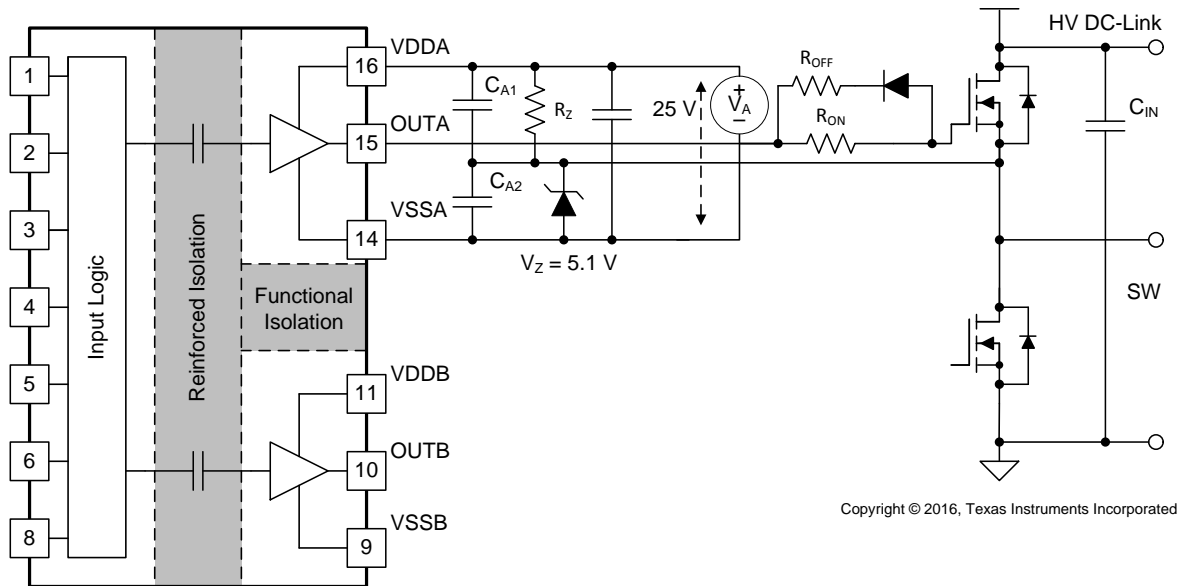 1
2
3
4
5
6
8
Input Logic
Reinforced Isolation
Functional
Isolation
VDDA
16
OUTA
15
VSSA
14
VDDB
11
OUTB
10
VSSB
9
CA1
RZ
CA2
VZ = 5.1 V
25 V
+
VA
−
ROFF
RON
HV DC-Link
CIN
SW
Copyright © 2016, Texas Instruments Incorporated